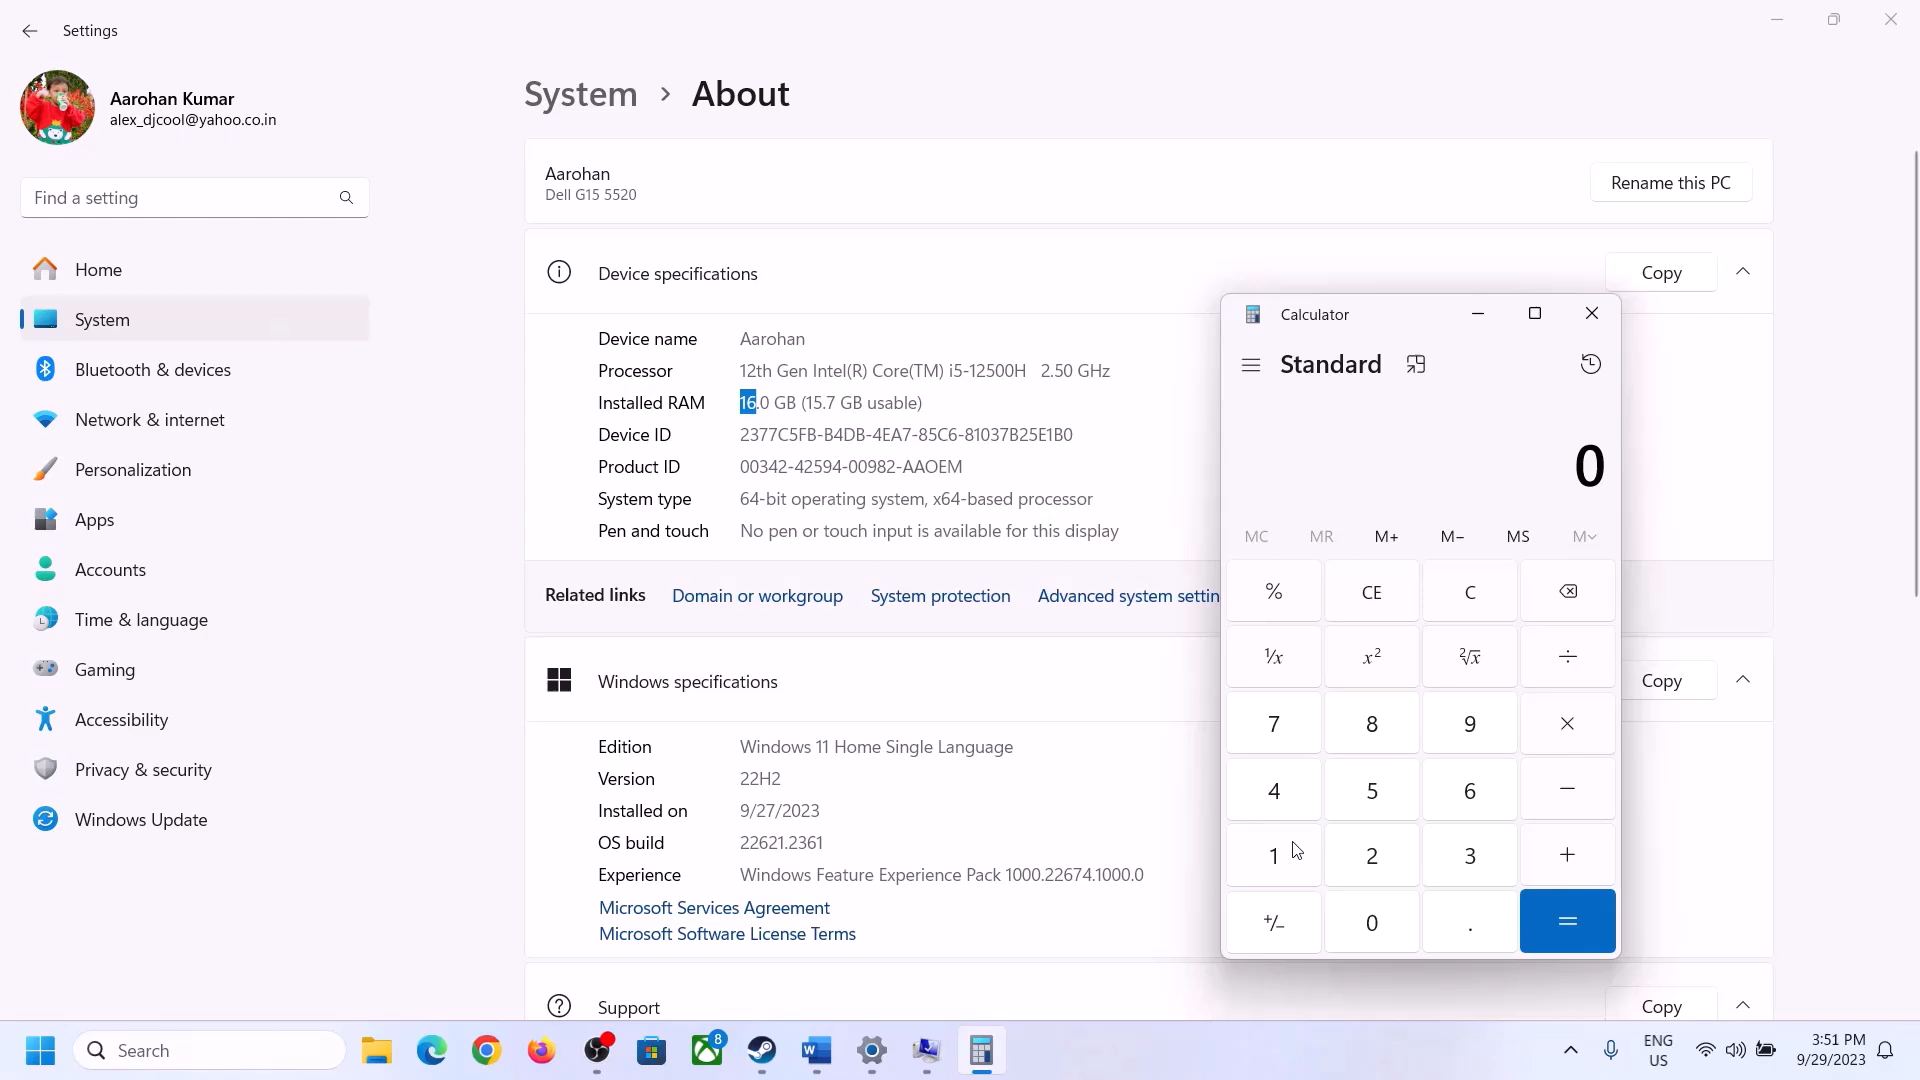 Settings
Aarohan Kumar
alex_djcool@yahoo.co.in
Find a setting
Home
System
Bluetooth & devices
Network & internet
Personalization
Apps
Accounts
Time & language
Gaming
Accessibility
Privacy & security
Windows Update
System > About
Aarohan
Dell G15 5520
Rename this PC
Device specifications
Copy
Device name Aarohan
Processor 12th Gen Intel(R) Core(TM) i5-12500H 2.50 GHz
Installed RAM 16.0 GB (15.7 GB usable)
Device ID 2377C5FB-B4DB-4EA7-85C6-81037B25E1B0
Product ID 00342-42594-00982-AAOEM
System type 64-bit operating system, x64-based processor
Pen and touch No pen or touch input is available for this display
Related links Domain or workgroup System protection Advanced system settin
Windows specifications
Copy
Edition Windows 11 Home Single Language
Version 22H2
Installed on 9/27/2023
OS build 22621.2361
Experience Windows Feature Experience Pack 1000.22674.1000.0
Microsoft Services Agreement
Microsoft Software License Terms
Support
Copy
Calculator
Standard
0
MC MR M+ M− MS M
% CE C
⅟x x² ²√x ÷
7 8 9 ×
4 5 6 −
1 2 3 +
+/− 0 . =
Search
8
ENG
US
3:51 PM
9/29/2023